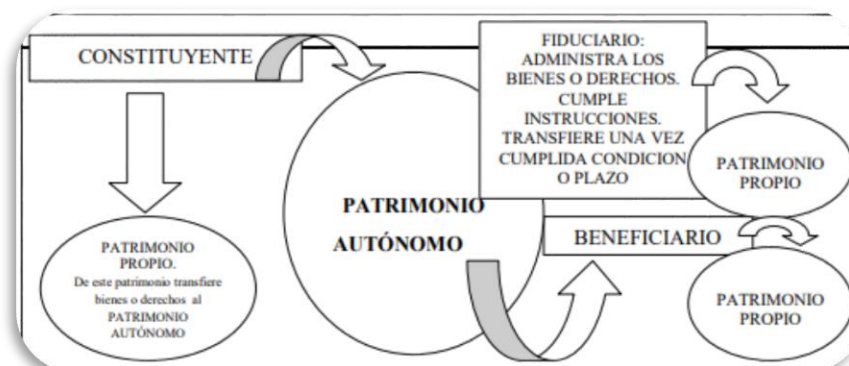 CONSTITUYENTE
FIDUCIARIO:
ADMINISTRA LOS
BIENES O DERECHOS.
CUMPLE
INSTRUCCIONES.
TRANSFIERE UNA VEZ
CUMPLIDA CONDICION
O PLAZO
PATRIMONIO
PROPIO
PATRIMONIO
AUTÓNOMO
BENEFICIARIO
PATRIMONIO
PROPIO.
De este patrimonio transfiere
bienes o derechos al
PATRIMONIO
AUTÓNOMO
PATRIMONIO
PROPIO